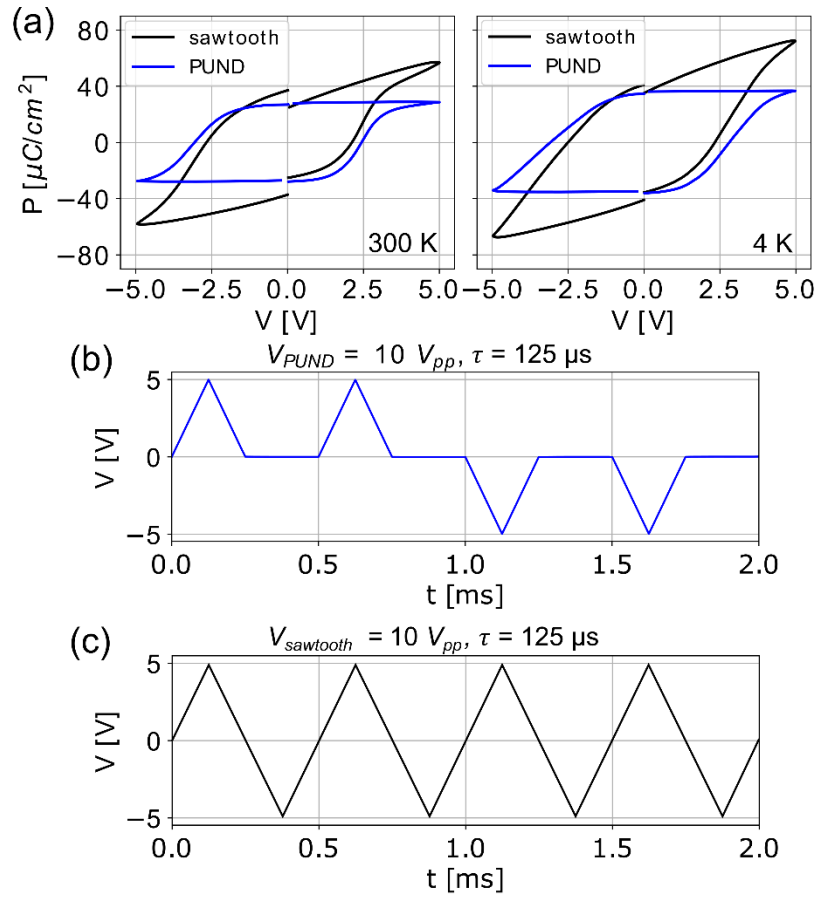 (a)
80
40
0
−40
−80
P [μC/cm²]
sawtooth
PUND
300 K
−5.0 −2.5 0.0 2.5 5.0
V [V]
sawtooth
PUND
4 K
−5.0 −2.5 0.0 2.5 5.0
V [V]
(b)
V_PUND = 10 V_pp, τ = 125 μs
5
0
−5
V [V]
0.0 0.5 1.0 1.5 2.0
t [ms]
(c)
V_sawtooth = 10 V_pp, τ = 125 μs
5
0
−5
V [V]
0.0 0.5 1.0 1.5 2.0
t [ms]